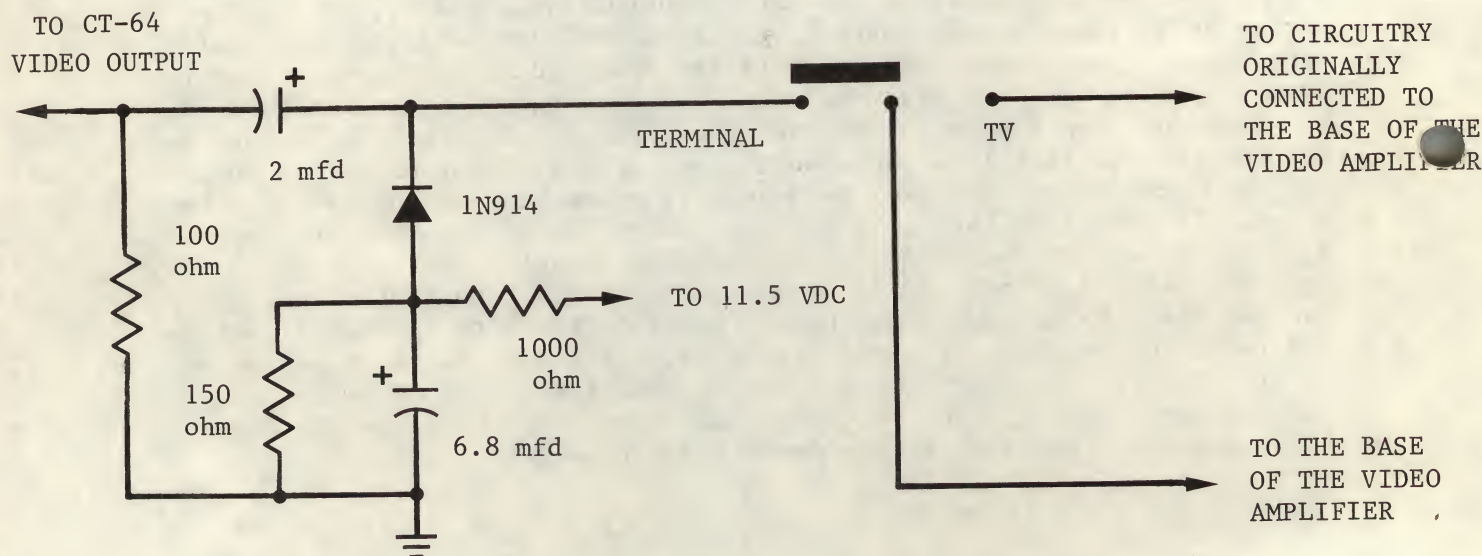 TO CT-64
VIDEO OUTPUT
+
2 mfd
TERMINAL
TV
TO CIRCUITRY
ORIGINALLY
CONNECTED TO
THE BASE OF THE
VIDEO AMPLIFIER
1N914
100
ohm
TO 11.5 VDC
1000
ohm
150
ohm
+
6.8 mfd
TO THE BASE
OF THE VIDEO
AMPLIFIER